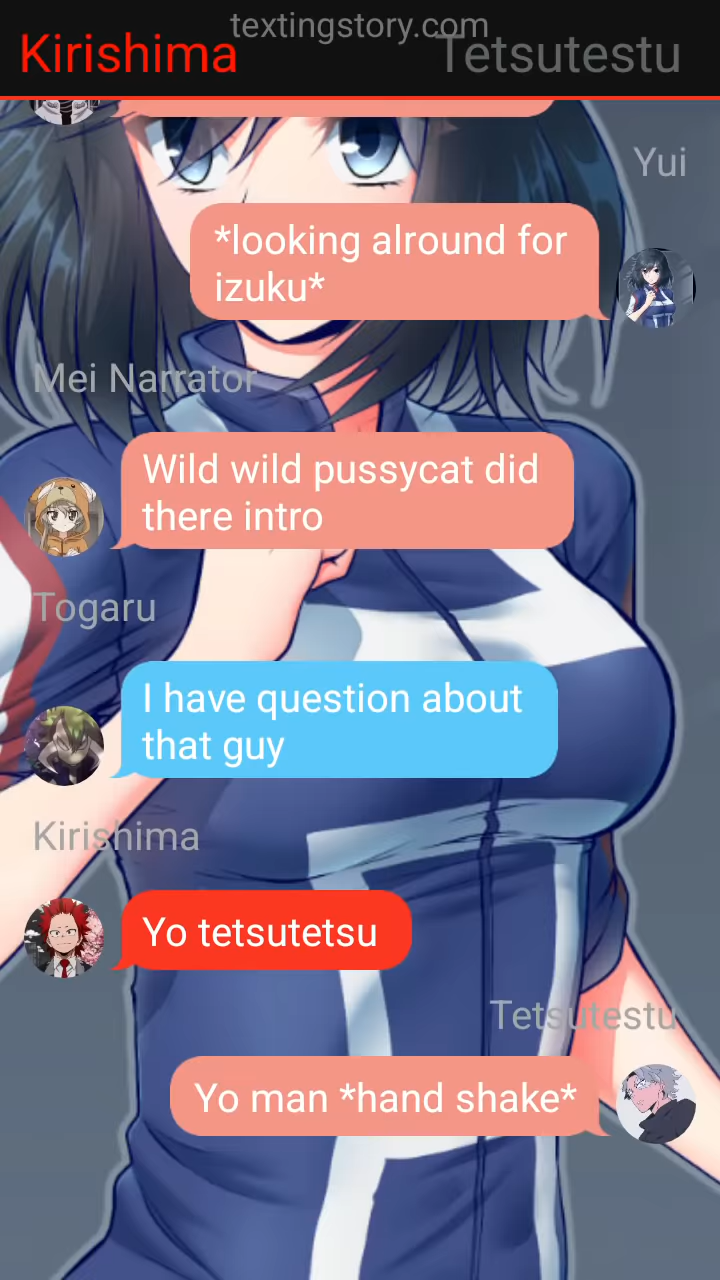 textingstory.com
Kirishima
Tetsutestu
Yui
*looking alround for
izuku*
Mei Narrator
Wild wild pussycat did
there intro
Togaru
I have question about
that guy
Kirishima
Yo tetsutetsu
Tetsutestu
Yo man *hand shake*